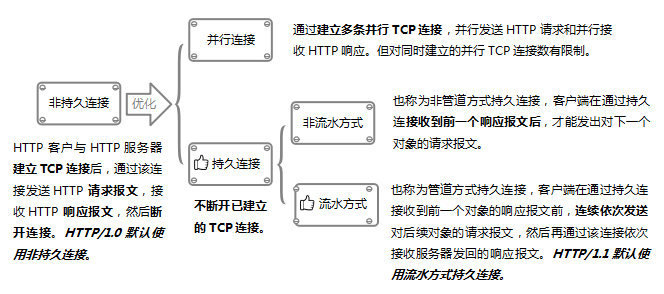 并行连接
通过建立多条并行 TCP 连接，并行发送 HTTP 请求和并行接
收 HTTP 响应。但对同时建立的并行 TCP 连接数有限制。
非持久连接
优化
HTTP 客户与 HTTP 服务器
建立 TCP 连接后，通过该连
接发送 HTTP 请求报文，接
收 HTTP 响应报文，然后断
开连接。HTTP/1.0 默认使
用非持久连接。
持久连接
不断开已建立
的 TCP 连接。
非流水方式
也称为非管道方式持久连接，客户端在通过持久
连接收到前一个响应报文后，才能发出对下一个
对象的请求报文。
流水方式
也称为管道方式持久连接，客户端在通过持久连
接收到前一个对象的响应报文前，连续依次发送
对后续对象的请求报文，然后再通过该连接依次
接收服务器发回的响应报文。HTTP/1.1 默认使
用流水方式持久连接。